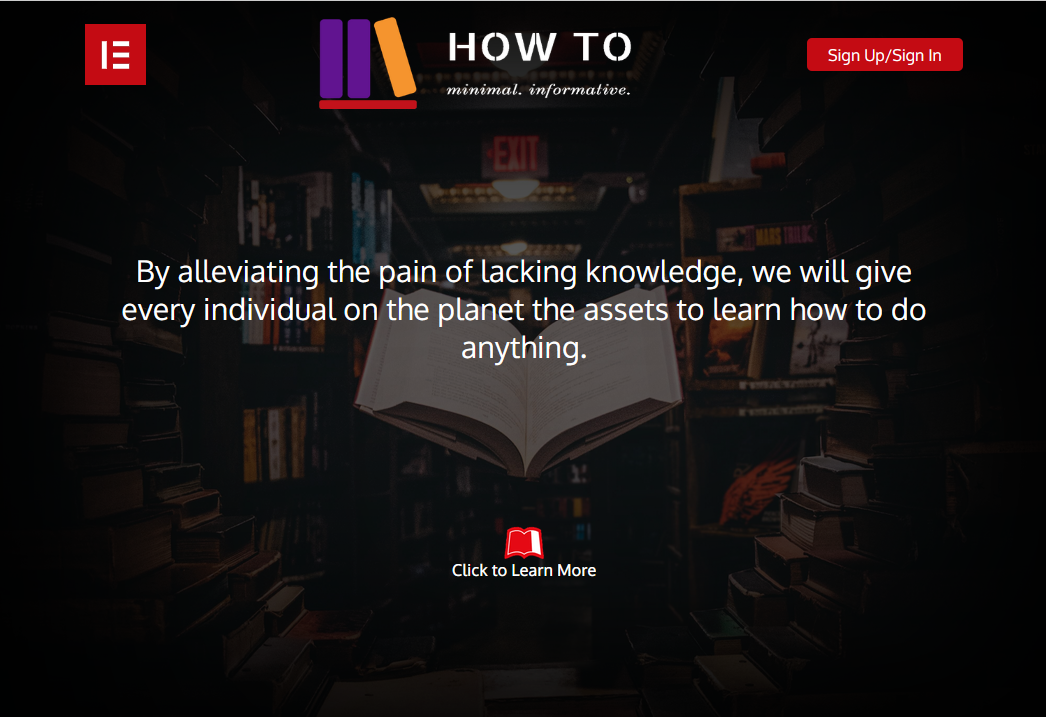 HOW TO
minimal. informative.
Sign Up/Sign In
EXIT
MARS
By alleviating the pain of lacking knowledge, we will give
every individual on the planet the assets to learn how to do
anything.
Click to Learn More